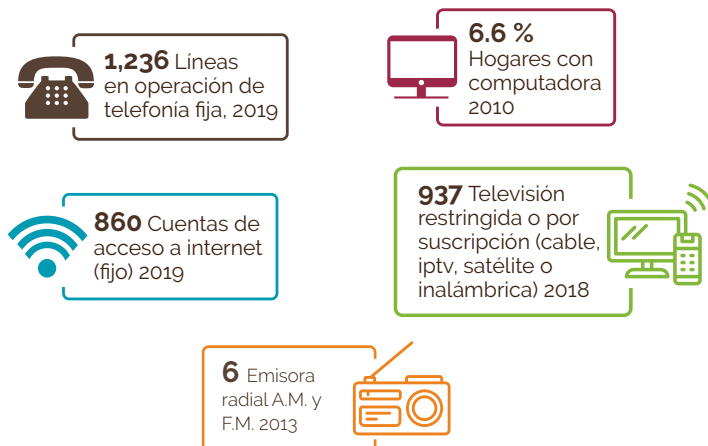 1,236 Líneas
en operación de
telefonía fija, 2019
6.6 %
Hogares con
computadora
2010
860 Cuentas de
acceso a internet
(fijo) 2019
937 Televisión
restringida o por
suscripción (cable,
iptv, satélite o
inalámbrica) 2018
6 Emisora
radial A.M. y
F.M. 2013